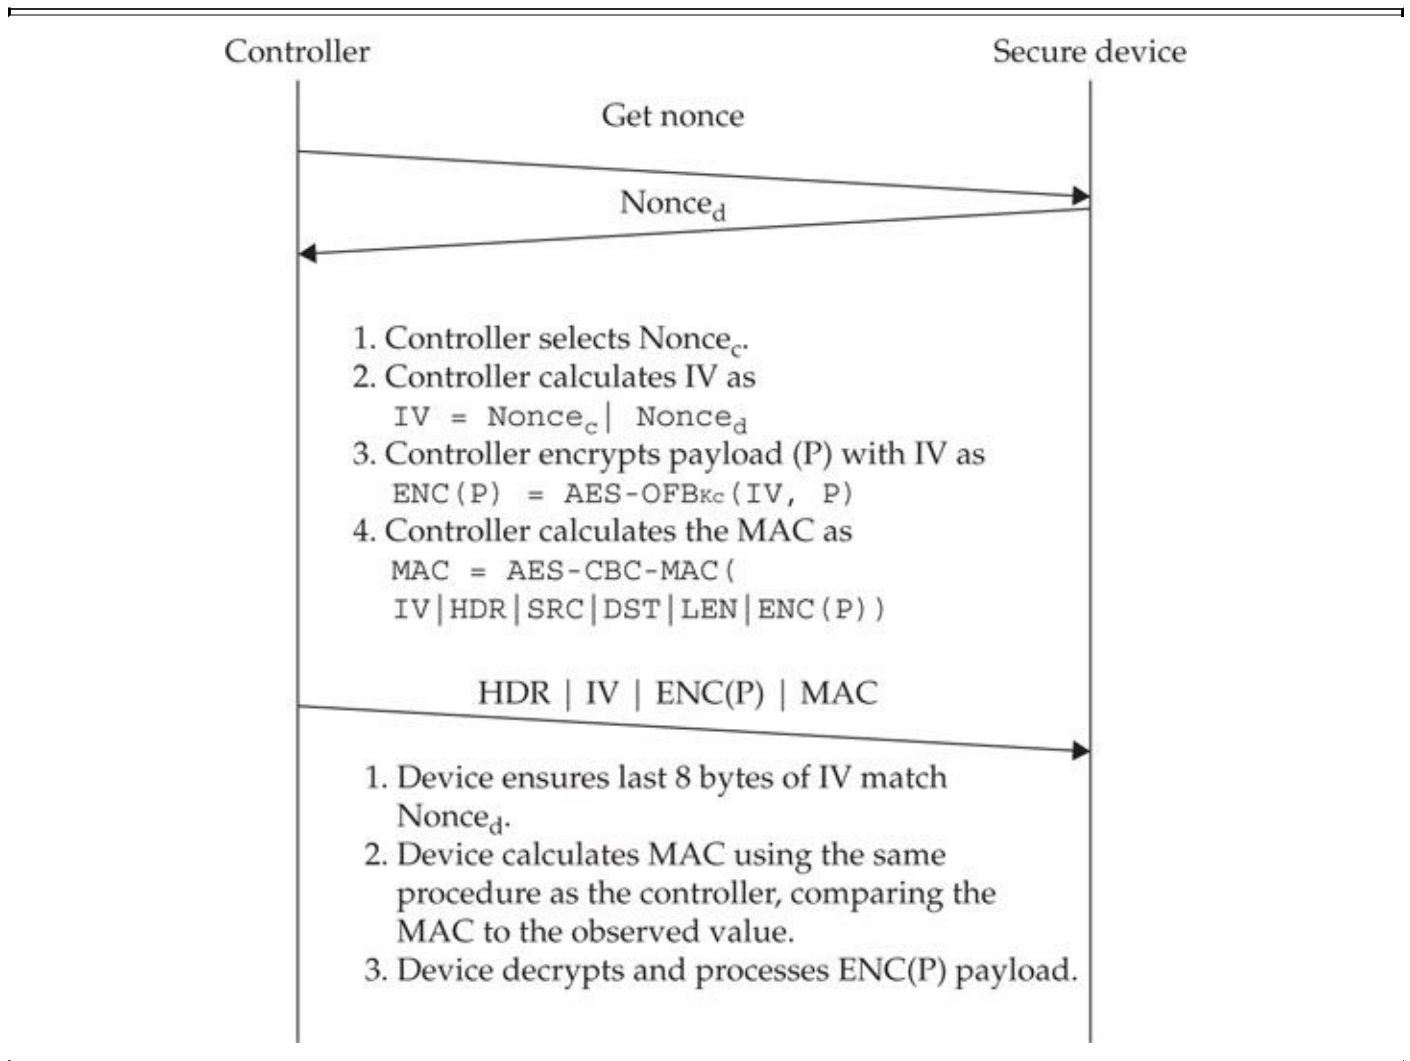 Controller
Secure device
Get nonce
Nonce_d
1. Controller selects Nonce_c.
2. Controller calculates IV as
IV = Nonce_c| Nonce_d
3. Controller encrypts payload (P) with IV as
ENC(P) = AES-OFB_Kc(IV, P)
4. Controller calculates the MAC as
MAC = AES-CBC-MAC(
IV|HDR|SRC|DST|LEN|ENC(P))
HDR | IV | ENC(P) | MAC
1. Device ensures last 8 bytes of IV match
Nonce_d.
2. Device calculates MAC using the same
procedure as the controller, comparing the
MAC to the observed value.
3. Device decrypts and processes ENC(P) payload.